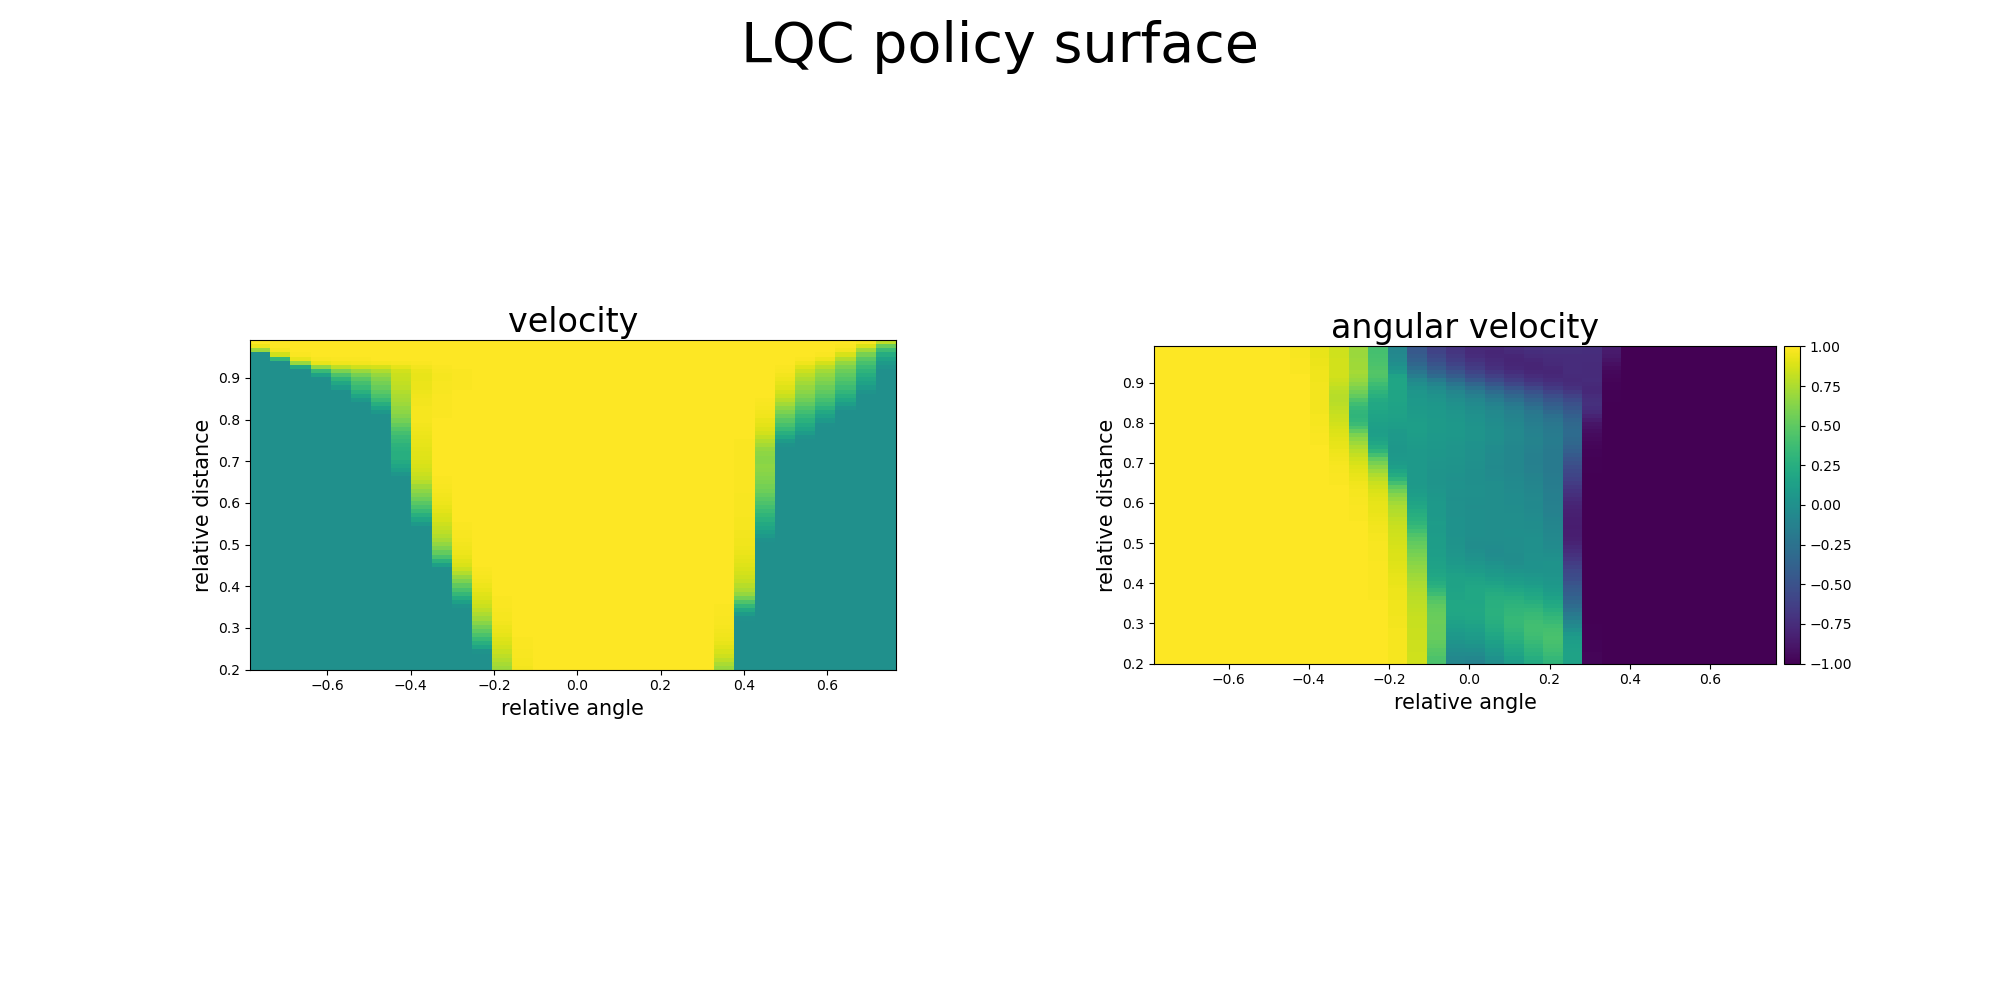 LQC policy surface
velocity
relative distance
0.9
0.8
0.7
0.6
0.5
0.4
0.3
0.2
−0.6 −0.4 −0.2 0.0 0.2 0.4 0.6
relative angle
angular velocity
relative distance
0.9
0.8
0.7
0.6
0.5
0.4
0.3
0.2
−0.6 −0.4 −0.2 0.0 0.2 0.4 0.6
relative angle
1.00
0.75
0.50
0.25
0.00
−0.25
−0.50
−0.75
−1.00